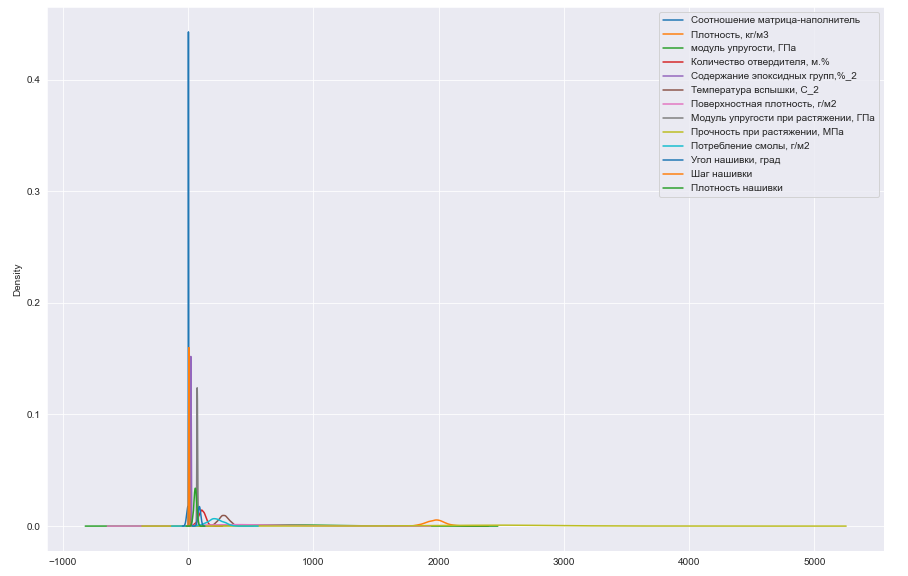 Соотношение матрица-наполнитель
Плотность, кг/м3
модуль упругости, ГПа
Количество отвердителя, м.%
Содержание эпоксидных групп,%_2
Температура вспышки, С_2
Поверхностная плотность, г/м2
Модуль упругости при растяжении, ГПа
Прочность при растяжении, МПа
Потребление смолы, г/м2
Угол нашивки, град
Шаг нашивки
Плотность нашивки
0.4
0.3
0.2
0.1
0.0
Density
−1000 0 1000 2000 3000 4000 5000